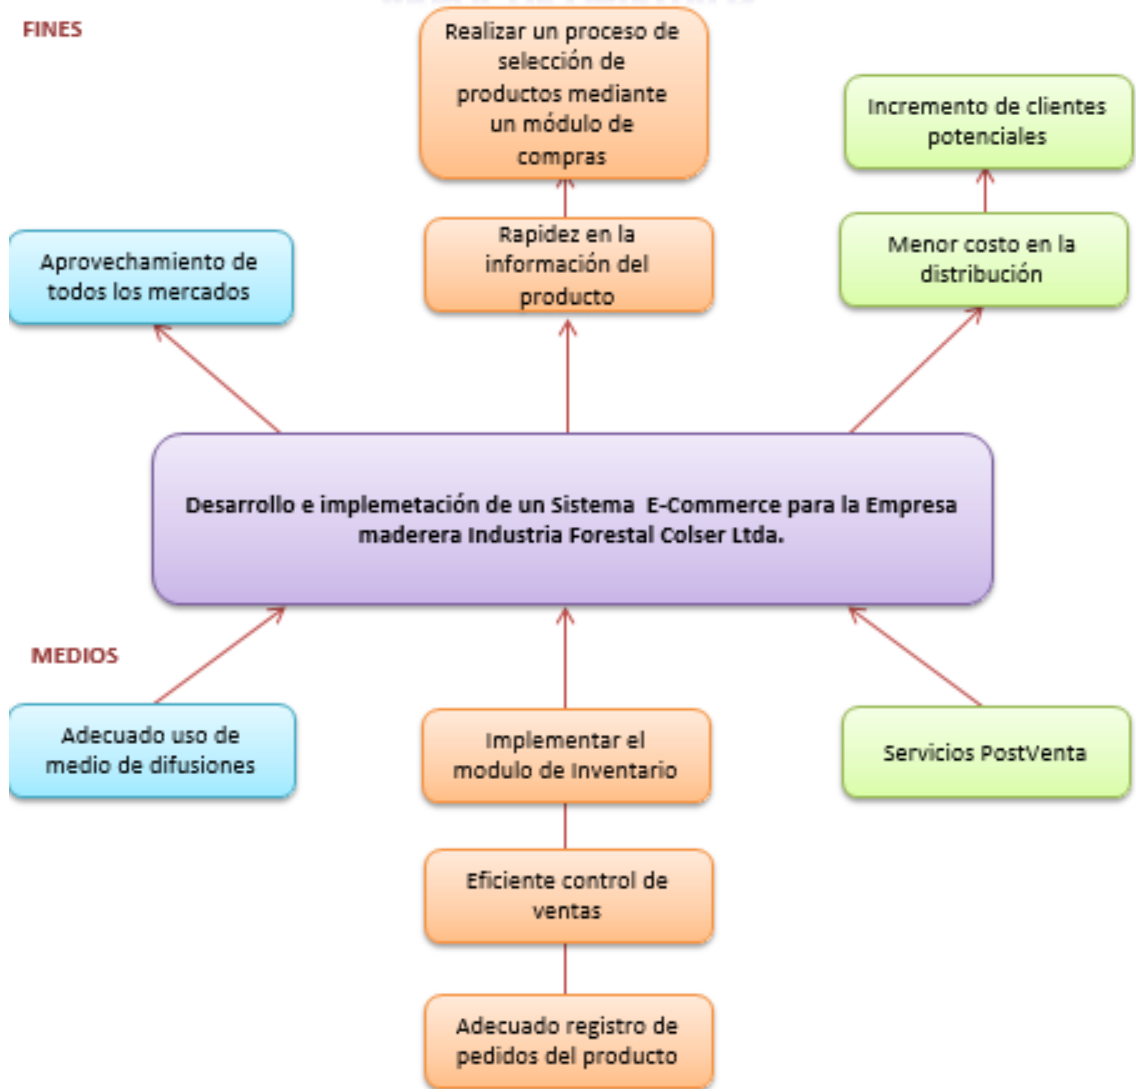 FINES
Realizar un proceso de
selección de
productos mediante
un módulo de
compras
Incremento de clientes
potenciales
Aprovechamiento de
todos los mercados
Rapidez en la
información del
producto
Menor costo en la
distribución
Desarrollo e implemetación de un Sistema E-Commerce para la Empresa
maderera Industria Forestal Colser Ltda.
MEDIOS
Adecuado uso de
medio de difusiones
Implementar el
modulo de Inventario
Servicios PostVenta
Eficiente control de
ventas
Adecuado registro de
pedidos del producto